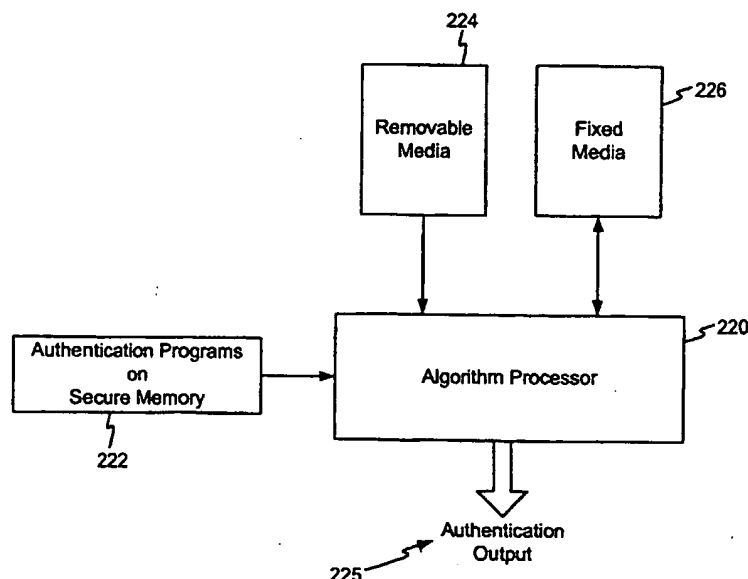 224
226
Removable
Media
Fixed
Media
220
Authentication Programs
on
Secure Memory
Algorithm Processor
222
Authentication
Output
225